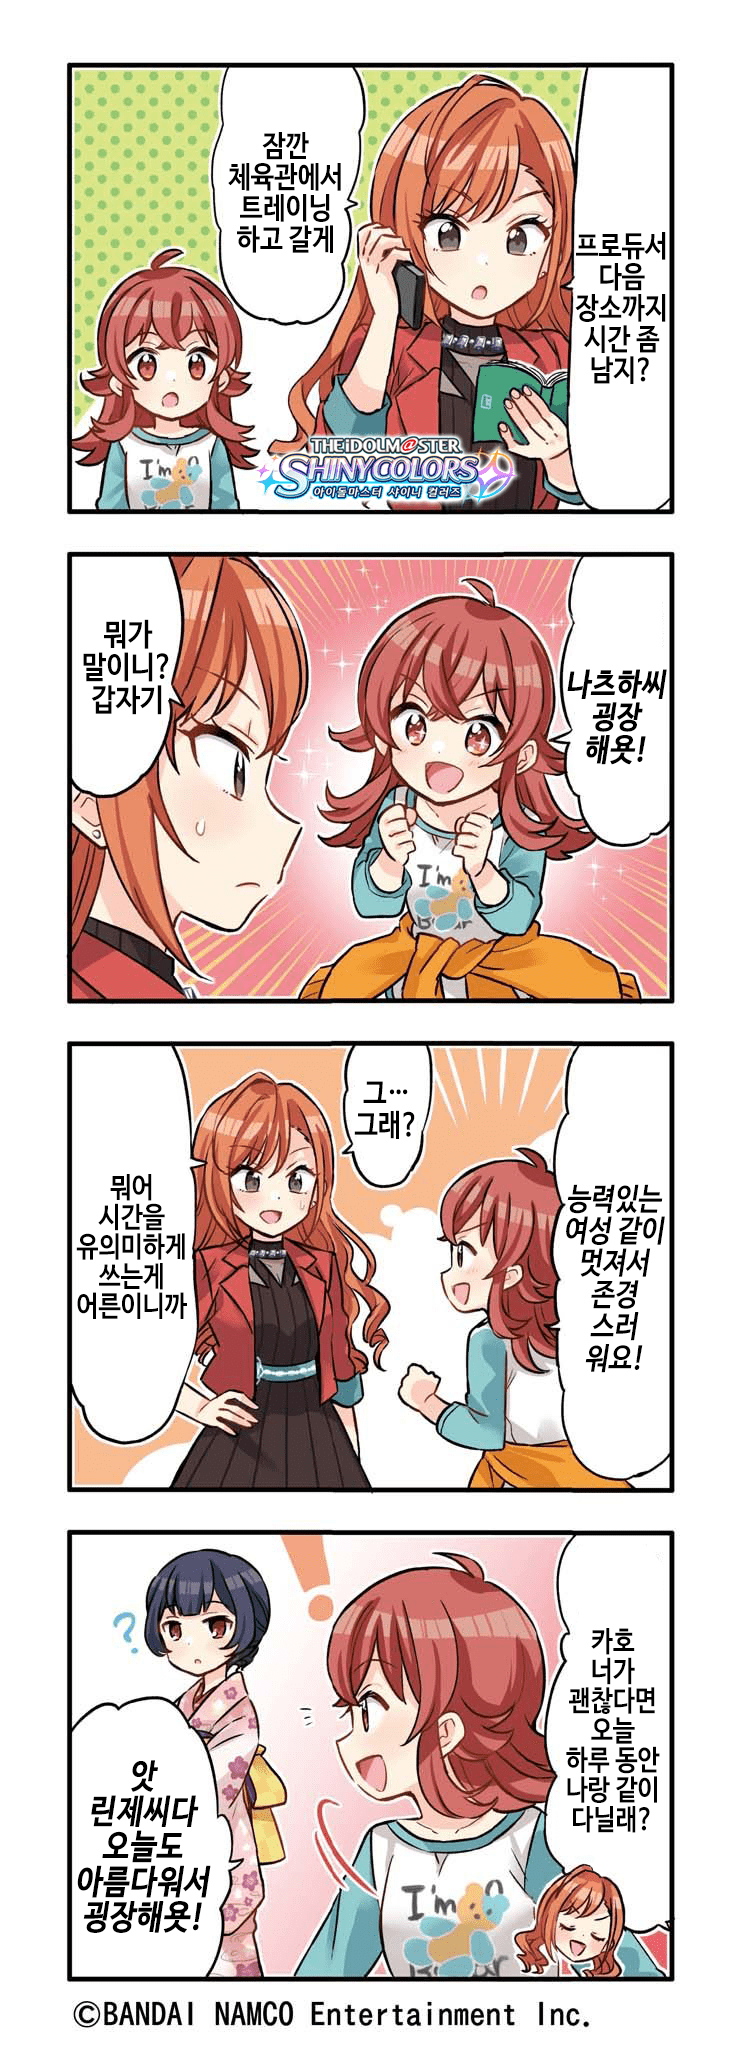 프로듀서
다음
장소까지
시간 좀
남지?
잠깐
체육관에서
트레이닝
하고 갈게
I'm
THE iDOLM@STER
SHINYCOLORS
아이돌마스터 샤이니 컬러즈
나츠하씨
굉장
해욧!
뭐가
말이니?
갑자기
I'm
능력있는
여성 같이
멋져서
존경
스러
워요!
그…
그래?
뭐어
시간을
유의미하게
쓰는게
어른이니까
카호
너가
괜찮다면
오늘
하루 동안
나랑 같이
다닐래?
!
?
앗
린제씨다
오늘도
아름다워서
굉장해욧!
I'm
©BANDAI NAMCO Entertainment Inc.